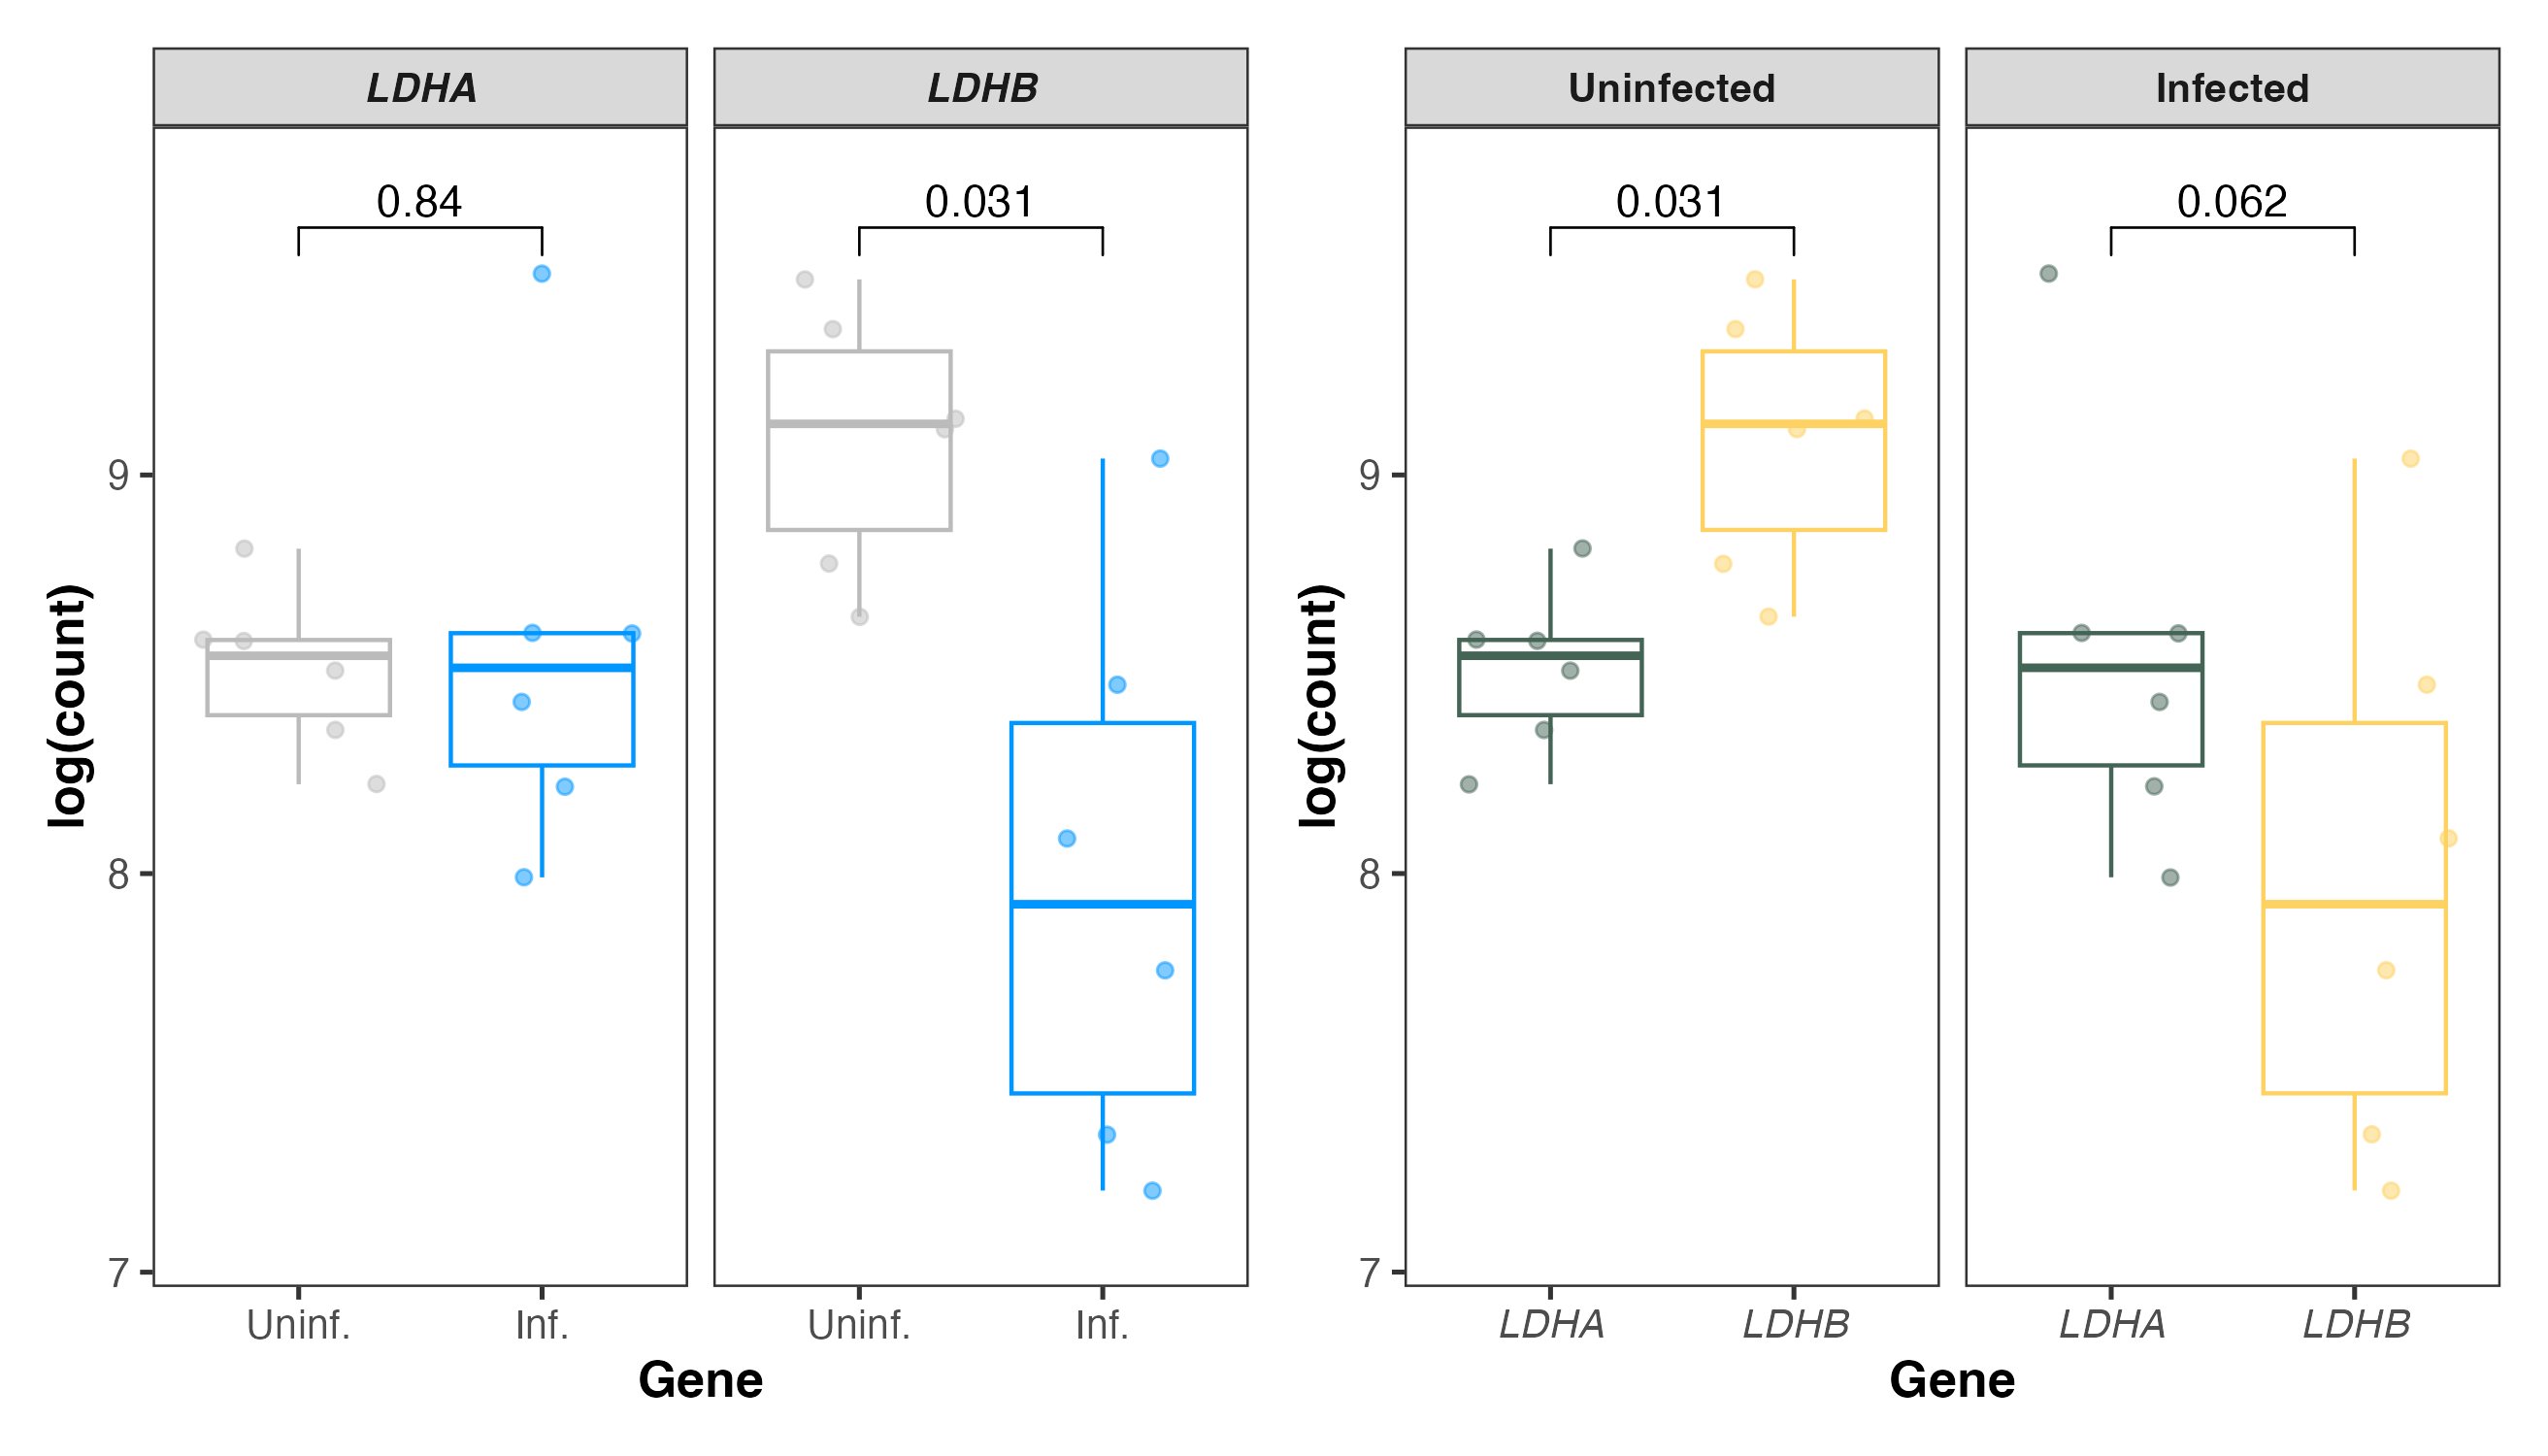 LDHA
LDHB
Uninfected
Infected
0.84
0.031
0.031
0.062
log(count)
9
8
7
log(count)
9
8
7
Uninf.
Inf.
Uninf.
Inf.
LDHA
LDHB
LDHA
LDHB
Gene
Gene